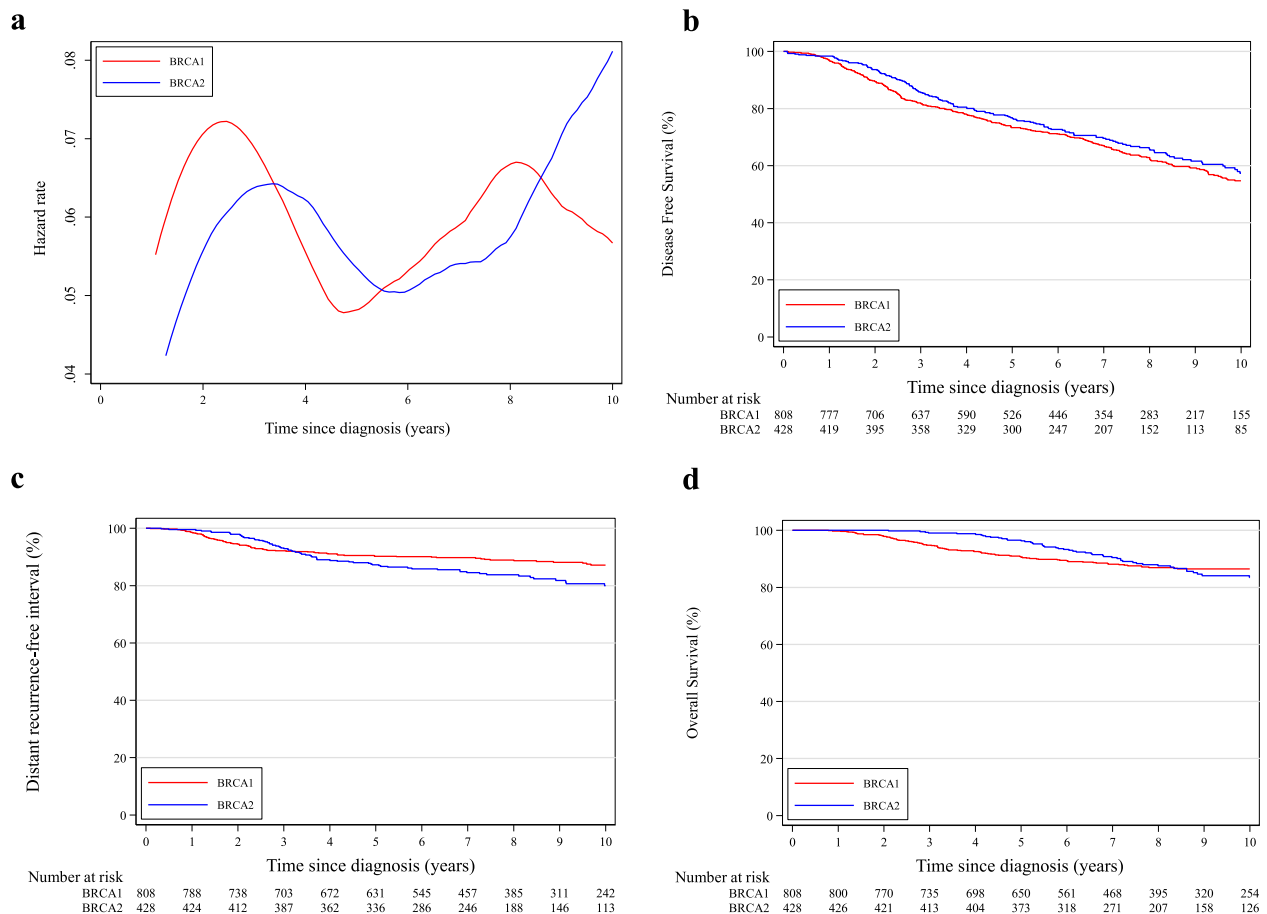 a
BRCA1
BRCA2
Hazard rate
.04
.05
.06
.07
.08
0 2 4 6 8 10
Time since diagnosis (years)
b
BRCA1
BRCA2
Disease Free Survival (%)
100
80
60
40
20
0
0 1 2 3 4 5 6 7 8 9 10
Time since diagnosis (years)
Number at risk
BRCA1 808 777 706 637 590 526 446 354 283 217 155
BRCA2 428 419 395 358 329 300 247 207 152 113 85
c
BRCA1
BRCA2
Distant recurrence-free interval (%)
100
80
60
40
20
0
0 1 2 3 4 5 6 7 8 9 10
Time since diagnosis (years)
Number at risk
BRCA1 808 788 738 703 672 631 545 457 385 311 242
BRCA2 428 424 412 387 362 336 286 246 188 146 113
d
BRCA1
BRCA2
Overall Survival (%)
100
80
60
40
20
0
0 1 2 3 4 5 6 7 8 9 10
Time since diagnosis (years)
Number at risk
BRCA1 808 800 770 735 698 650 561 468 395 320 254
BRCA2 428 426 421 413 404 373 318 271 207 158 126